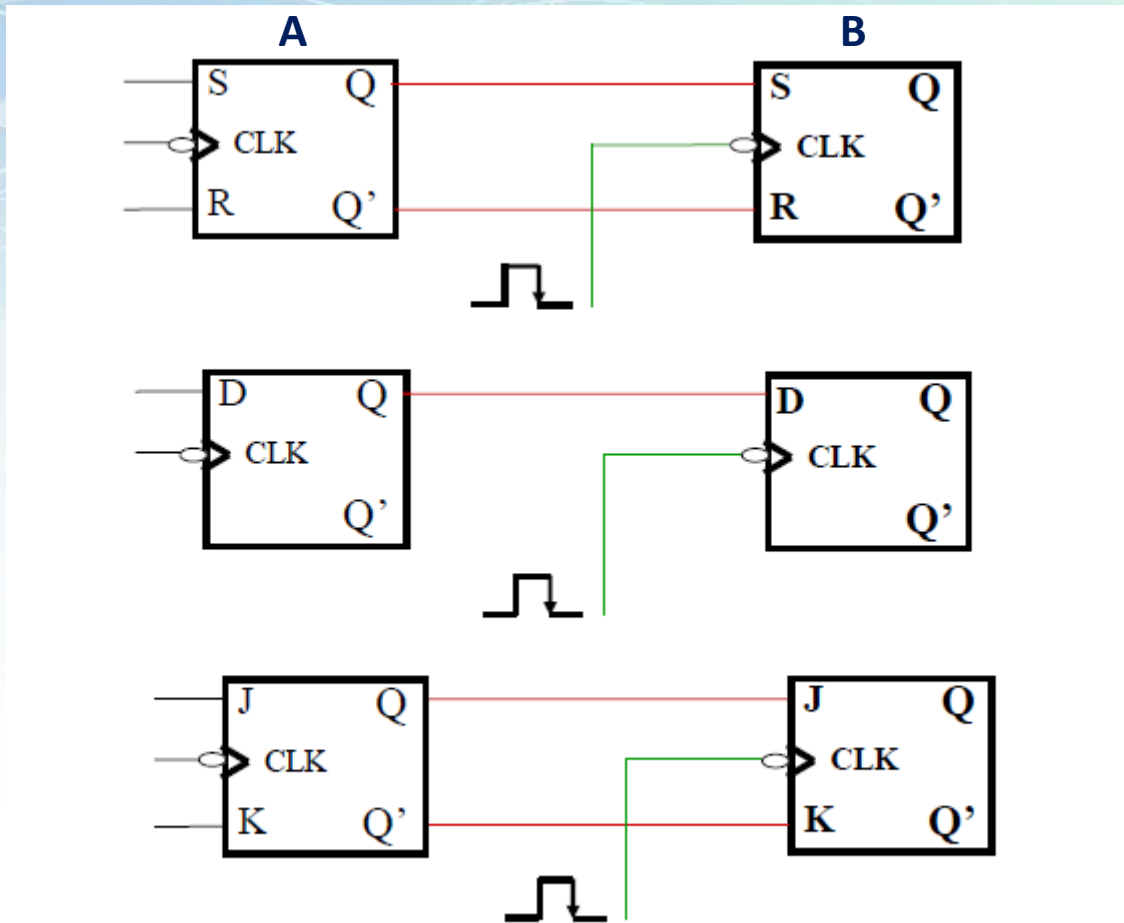 A B
S Q S Q
CLK CLK
R Q’ R Q’
D Q D Q
CLK CLK
Q’ Q’
J Q J Q
CLK CLK
K Q’ K Q’